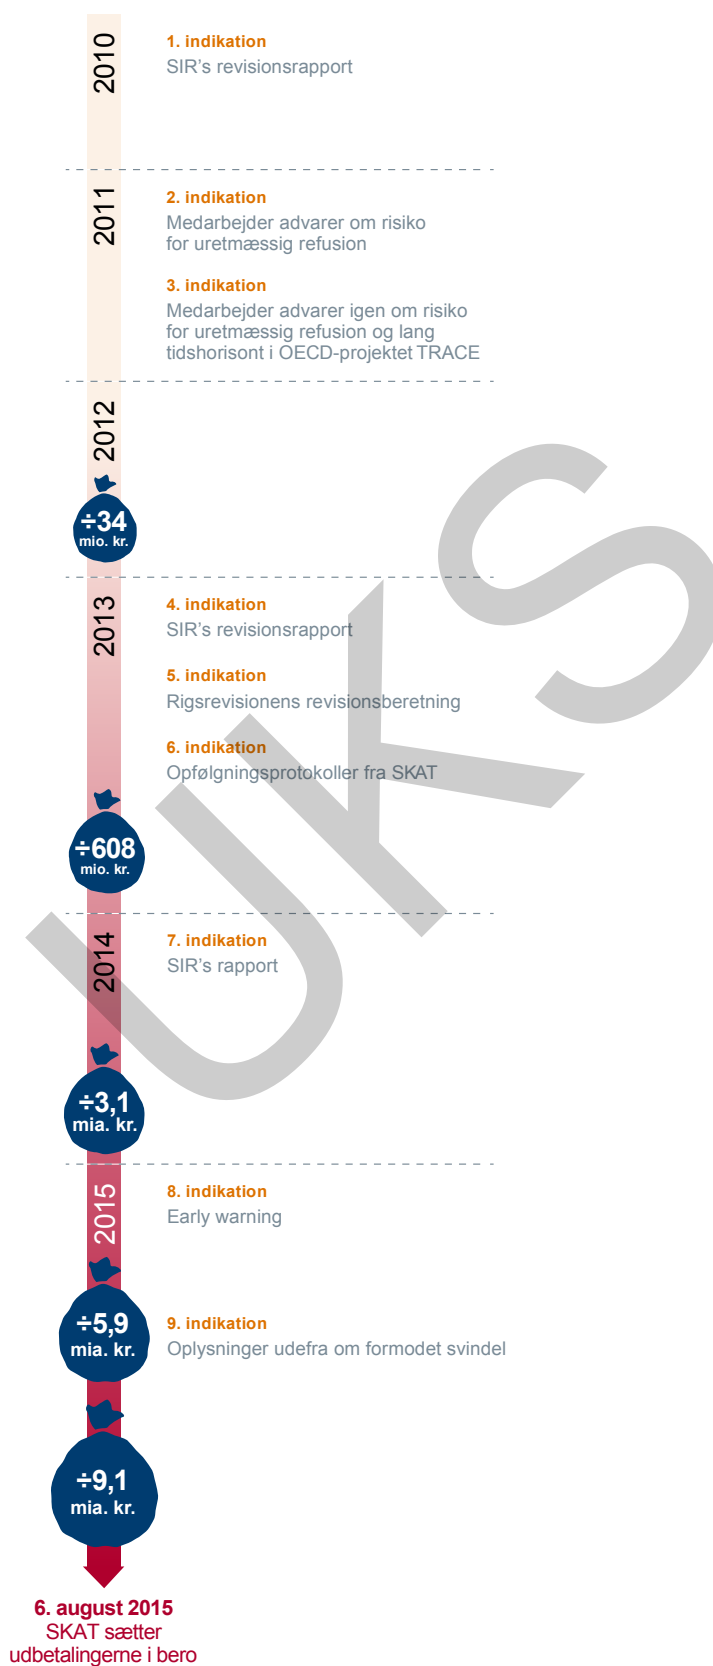 2010
1. indikation
SIR's revisionsrapport
2011
2. indikation
Medarbejder advarer om risiko
for uretmæssig refusion
3. indikation
Medarbejder advarer igen om risiko
for uretmæssig refusion og lang
tidshorisont i OECD-projektet TRACE
2012
÷34
mio. kr.
2013
4. indikation
SIR's revisionsrapport
5. indikation
Rigsrevisionens revisionsberetning
6. indikation
Opfølgningsprotokoller fra SKAT
÷608
mio. kr.
2014
7. indikation
SIR's rapport
÷3,1
mia. kr.
2015
8. indikation
Early warning
÷5,9
mia. kr.
9. indikation
Oplysninger udefra om formodet svindel
÷9,1
mia. kr.
6. august 2015
SKAT sætter
udbetalingerne i bero
UKS